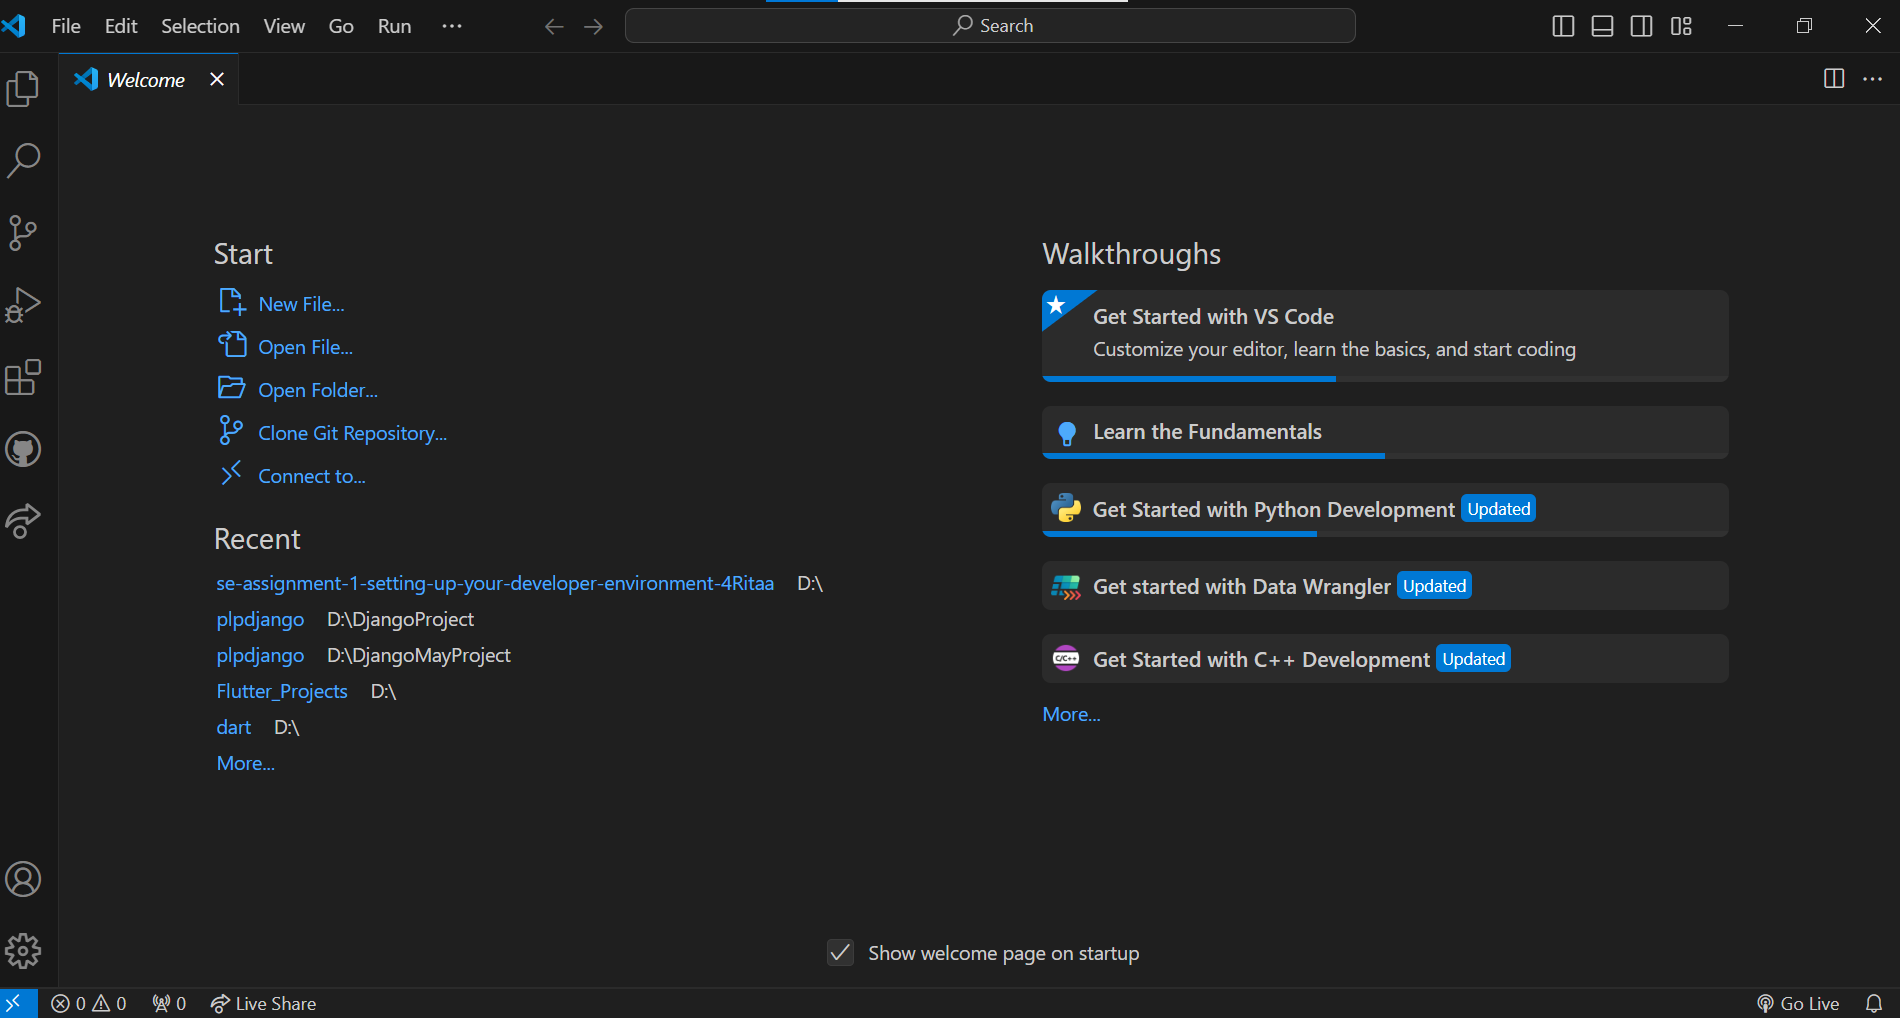 File Edit Selection View Go Run ···
Search
Welcome
Start
New File...
Open File...
Open Folder...
Clone Git Repository...
Connect to...
Recent
se-assignment-1-setting-up-your-developer-environment-4Ritaa D:\
plpdjango D:\DjangoProject
plpdjango D:\DjangoMayProject
Flutter_Projects D:\
dart D:\
More...
Walkthroughs
Get Started with VS Code
Customize your editor, learn the basics, and start coding
Learn the Fundamentals
Get Started with Python Development Updated
Get started with Data Wrangler Updated
C/C++ Get Started with C++ Development Updated
More...
Show welcome page on startup
0 0 0 Live Share Go Live